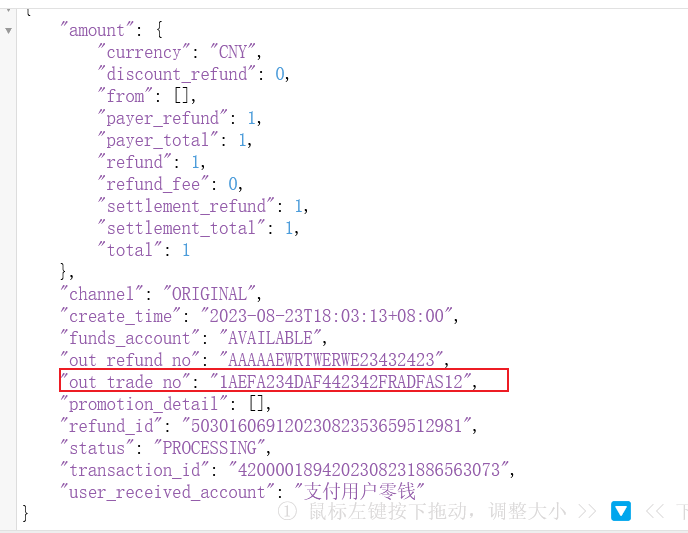 {
"amount": {
"currency": "CNY",
"discount_refund": 0,
"from": [],
"payer_refund": 1,
"payer_total": 1,
"refund": 1,
"refund_fee": 0,
"settlement_refund": 1,
"settlement_total": 1,
"total": 1
},
"channel": "ORIGINAL",
"create_time": "2023-08-23T18:03:13+08:00",
"funds_account": "AVAILABLE",
"out_refund_no": "AAAAAEWRTWERWE23432423",
"out_trade_no": "1AEFA234DAF442342FRADFAS12",
"promotion_detail": [],
"refund_id": "50301606912023082353659512981",
"status": "PROCESSING",
"transaction_id": "4200001894202308231886563073",
"user_received_account": "支付用户零钱"
① 鼠标左键按下拖动，调整大小 >> << 下
}